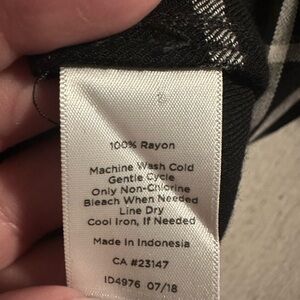 100% Rayon
Machine Wash Cold
Gentle Cycle
Only Non-Chlorine
Bleach When Needed
Line Dry
Cool Iron, If Needed
Made in Indonesia
CA #23147
ID4976 07/18